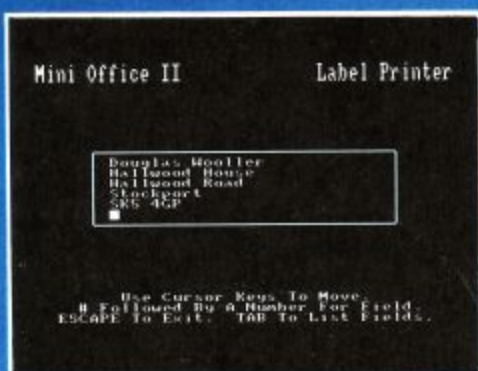 Mini Office II Label Printer
Douglas Wooller
Hallwood House
Hallwood Road
Stockport
SK5 4GP
Use Cursor Keys To Move.
# Followed By A Number For Field.
ESCAPE To Exit. TAB To List Fields.